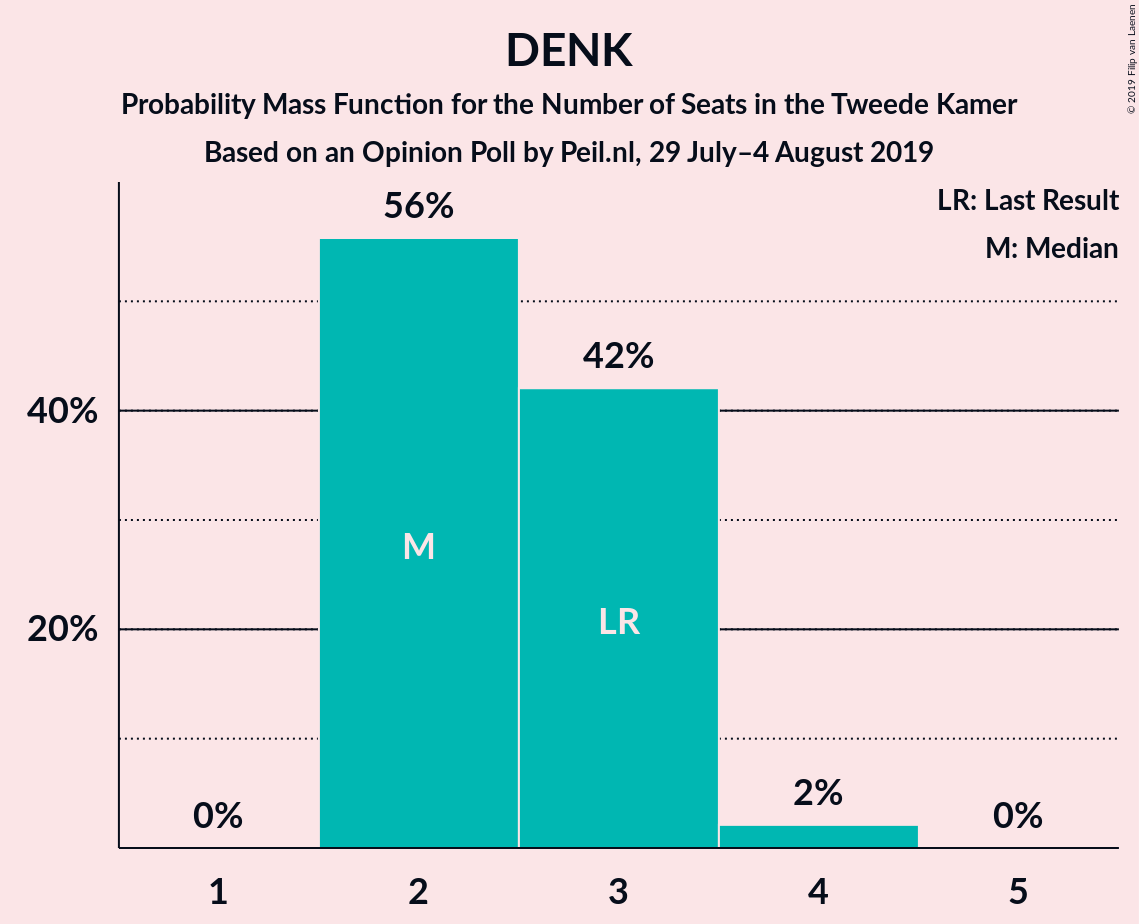 DENK
Probability Mass Function for the Number of Seats in the Tweede Kamer
Based on an Opinion Poll by Peil.nl, 29 July–4 August 2019
© 2019 Filip van Laenen
LR: Last Result
M: Median
56%
42%
40%
M
LR
20%
0%
2%
0%
1 2 3 4 5